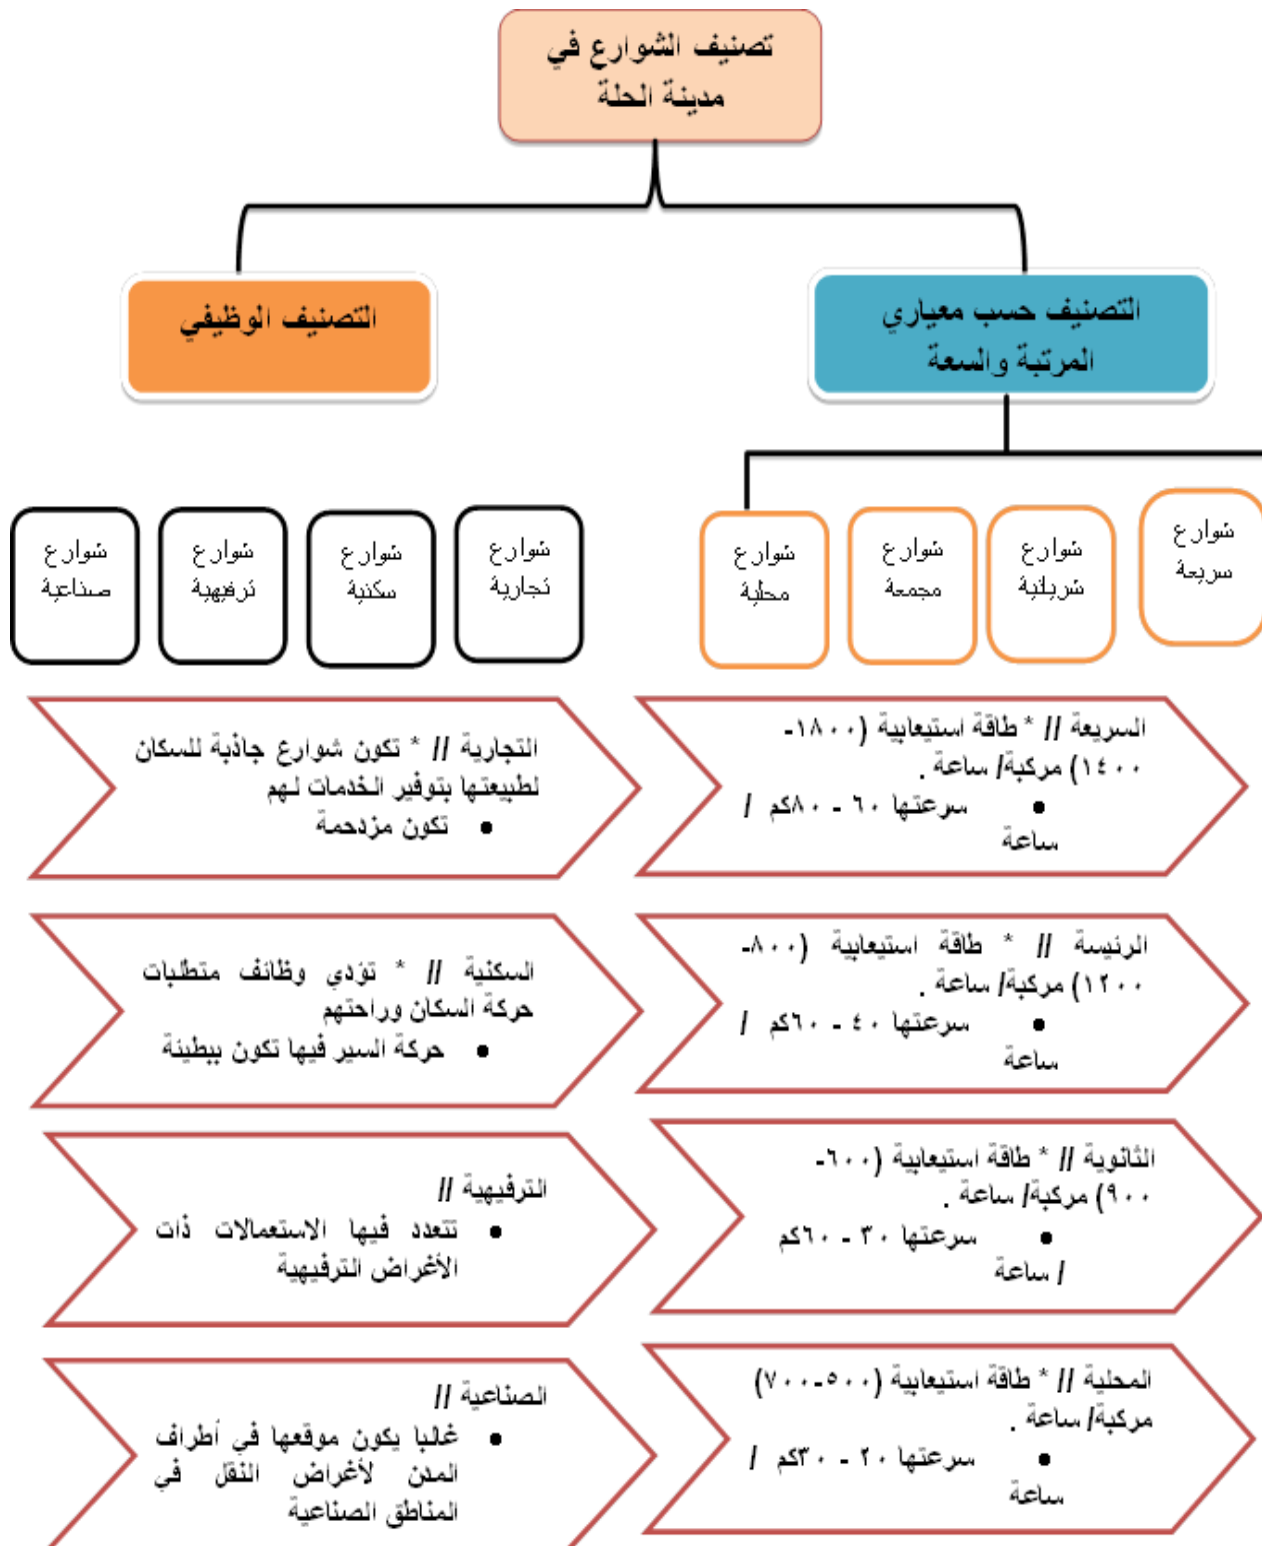 تصنيف الشوارع في
مدينة الحلة
التصنيف حسب معياري
المرتبة والسعة
التصنيف الوظيفي
شوارع
سريعة
شوارع
شريانية
شوارع
مجمعة
شوارع
محلية
شوارع
تجارية
شوارع
سكنية
شوارع
ترفيهية
شوارع
صناعية
السريعة // * طاقة استيعابية (١٨٠٠-
١٤٠٠) مركبة/ ساعة .
• سرعتها ٦٠ - ٨٠كم /
ساعة
التجارية // * تكون شوارع جاذبة للسكان
لطبيعتها بتوفير الخدمات لهم
• تكون مزدحمة
الرئيسة // * طاقة استيعابية (٨٠٠-
١٢٠٠) مركبة/ ساعة .
• سرعتها ٤٠ - ٦٠كم /
ساعة
السكنية // * تؤدي وظائف متطلبات
حركة السكان وراحتهم
• حركة السير فيها تكون ببطيئة
الثانوية // * طاقة استيعابية (٦٠٠-
٩٠٠) مركبة/ ساعة .
• سرعتها ٣٠ - ٦٠كم
/ ساعة
الترفيهية //
• تتعدد فيها الاستعمالات ذات
الأغراض الترفيهية
المحلية // * طاقة استيعابية (٥٠٠-٧٠٠)
مركبة/ ساعة .
• سرعتها ٢٠ - ٣٠كم /
ساعة
الصناعية //
• غالبا يكون موقعها في أطراف
المدن لأغراض النقل في
المناطق الصناعية